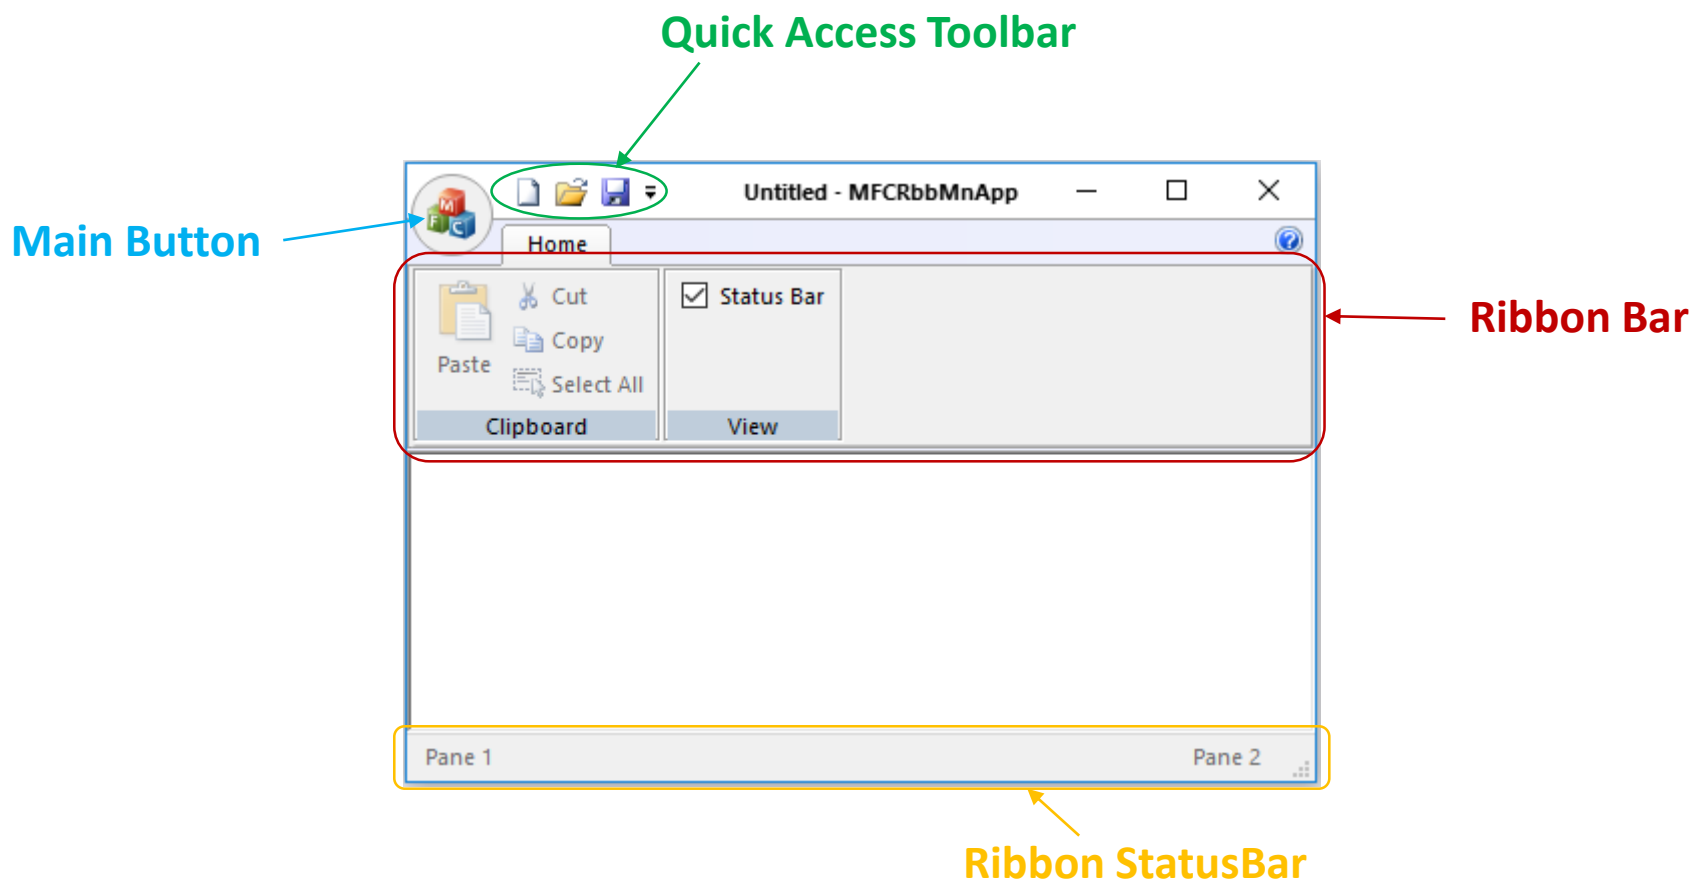 Quick Access Toolbar
Untitled - MFCRbbMnApp
M
F C
Main Button
Home
?
Cut
Status Bar
Ribbon Bar
Copy
Paste
Select All
Clipboard
View
Pane 1
Pane 2
Ribbon StatusBar